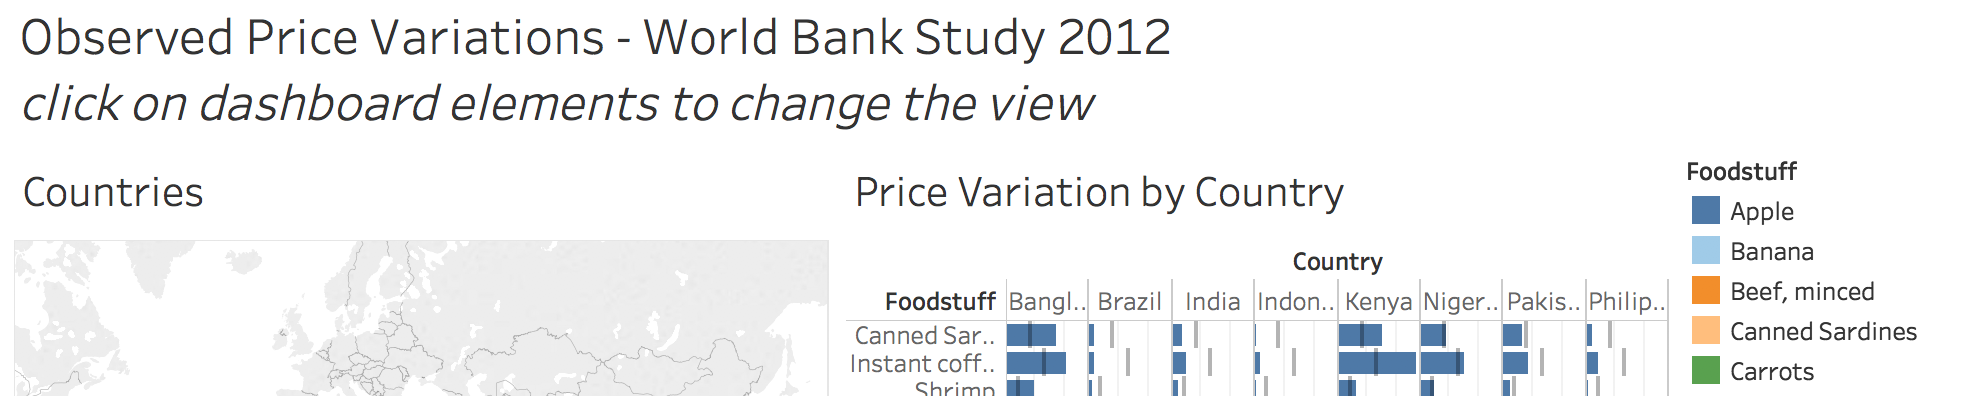 Observed Price Variations - World Bank Study 2012
click on dashboard elements to change the view
Countries
Price Variation by Country
Country
Foodstuff Bangl.. Brazil India Indon.. Kenya Niger.. Pakis.. Philip..
Canned Sar..
Instant coff..
Shrimp
Foodstuff
Apple
Banana
Beef, minced
Canned Sardines
Carrots